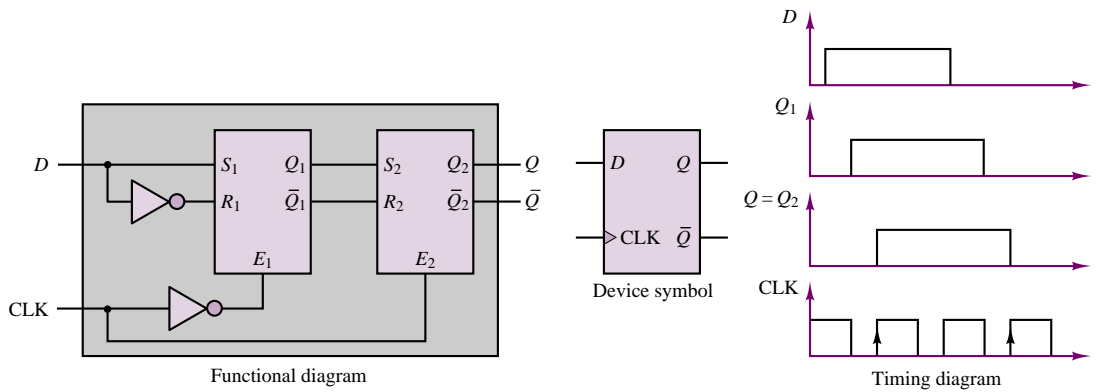 D
S₁
R₁
E₁
Q₁
Q̄₁
S₂
R₂
E₂
Q₂
Q̄₂
Q
Q̄
CLK
Functional diagram
D
CLK
Q
Q̄
Device symbol
D
Q₁
Q = Q₂
CLK
Timing diagram